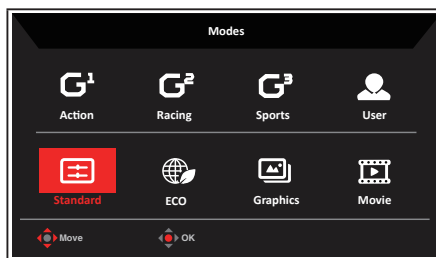 Modes
G¹ G² G³
Action Racing Sports User
Standard ECO Graphics Movie
Move OK